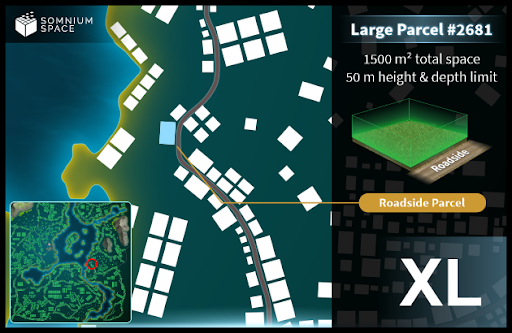 SOMNIUM
SPACE
Large Parcel #2681
1500 m² total space
50 m height & depth limit
Roadside
Roadside Parcel
XL